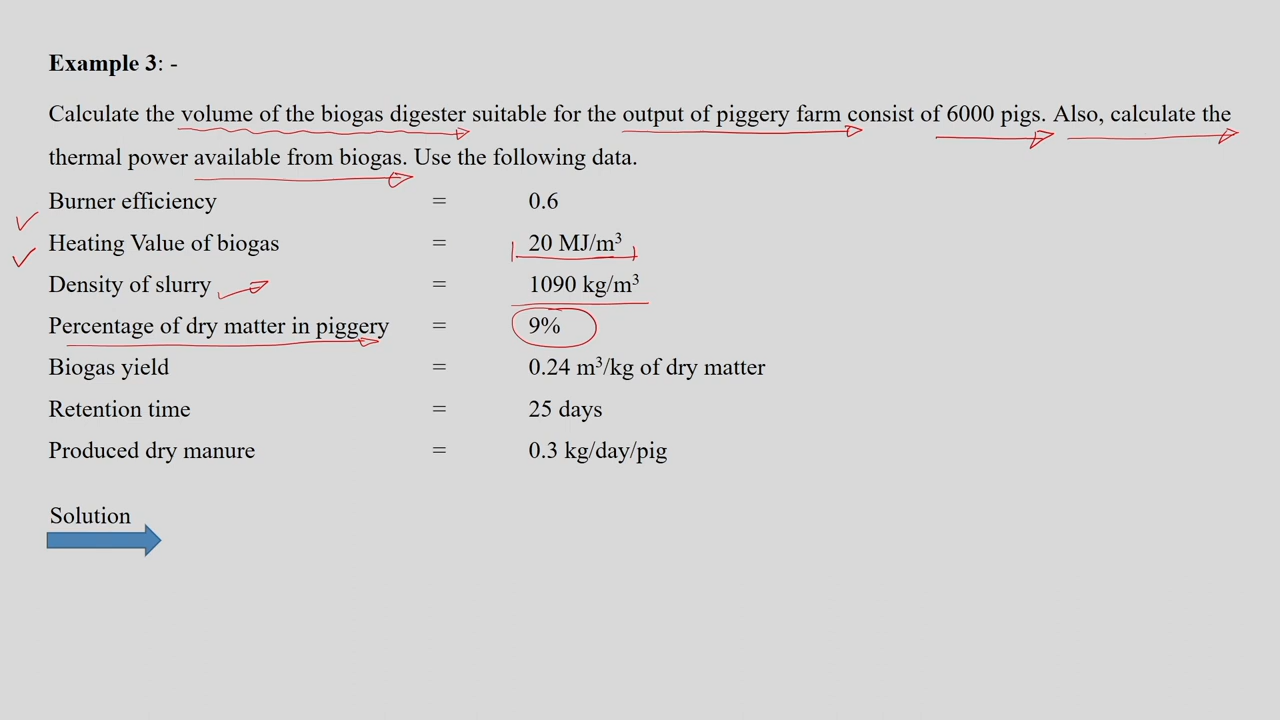 Example 3: -
Calculate the volume of the biogas digester suitable for the output of piggery farm consist of 6000 pigs. Also, calculate the
thermal power available from biogas. Use the following data.
Burner efficiency = 0.6
Heating Value of biogas = 20 MJ/m³
Density of slurry = 1090 kg/m³
Percentage of dry matter in piggery = 9%
Biogas yield = 0.24 m³/kg of dry matter
Retention time = 25 days
Produced dry manure = 0.3 kg/day/pig
Solution